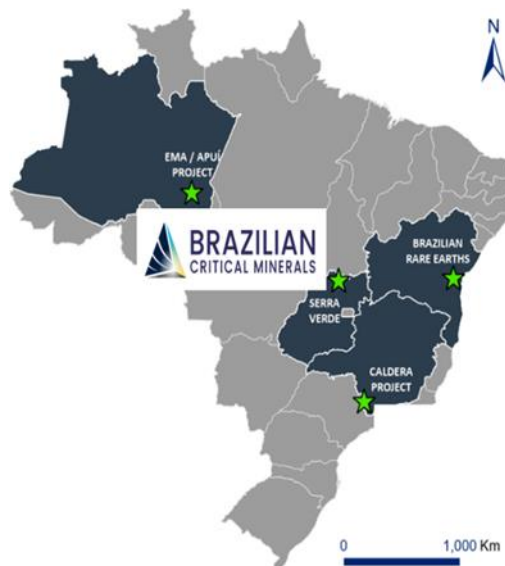 N
EMA / APUÍ
PROJECT
BRAZILIAN
CRITICAL MINERALS
BRAZILIAN
RARE EARTHS
SERRA
VERDE
CALDERA
PROJECT
0
1,000 Km